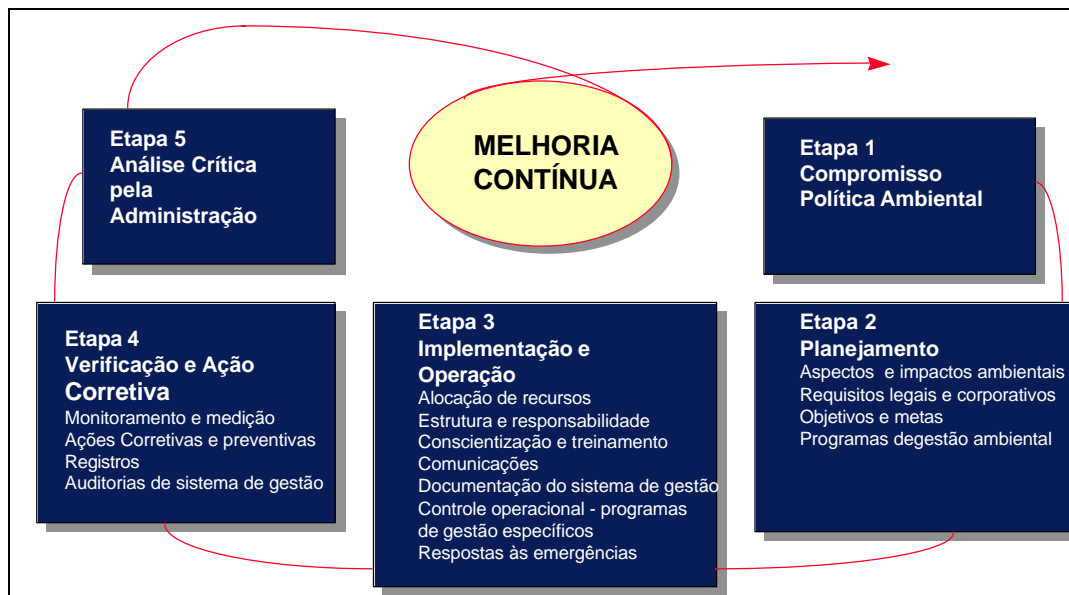 MELHORIA
CONTÍNUA
Etapa 1
Compromisso
Política Ambiental
Etapa 2
Planejamento
Aspectos e impactos ambientais
Requisitos legais e corporativos
Objetivos e metas
Programas degestão ambiental
Etapa 3
Implementação e
Operação
Alocação de recursos
Estrutura e responsabilidade
Conscientização e treinamento
Comunicações
Documentação do sistema de gestão
Controle operacional - programas
de gestão específicos
Respostas às emergências
Etapa 4
Verificação e Ação
Corretiva
Monitoramento e medição
Ações Corretivas e preventivas
Registros
Auditorias de sistema de gestão
Etapa 5
Análise Crítica
pela
Administração